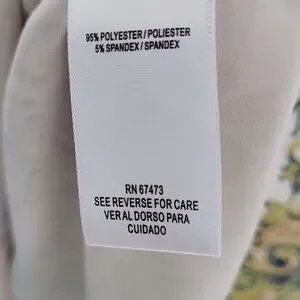 95% POLYESTER / POLIESTER
5% SPANDEX / SPANDEX
RN 67473
SEE REVERSE FOR CARE
VER AL DORSO PARA
CUIDADO